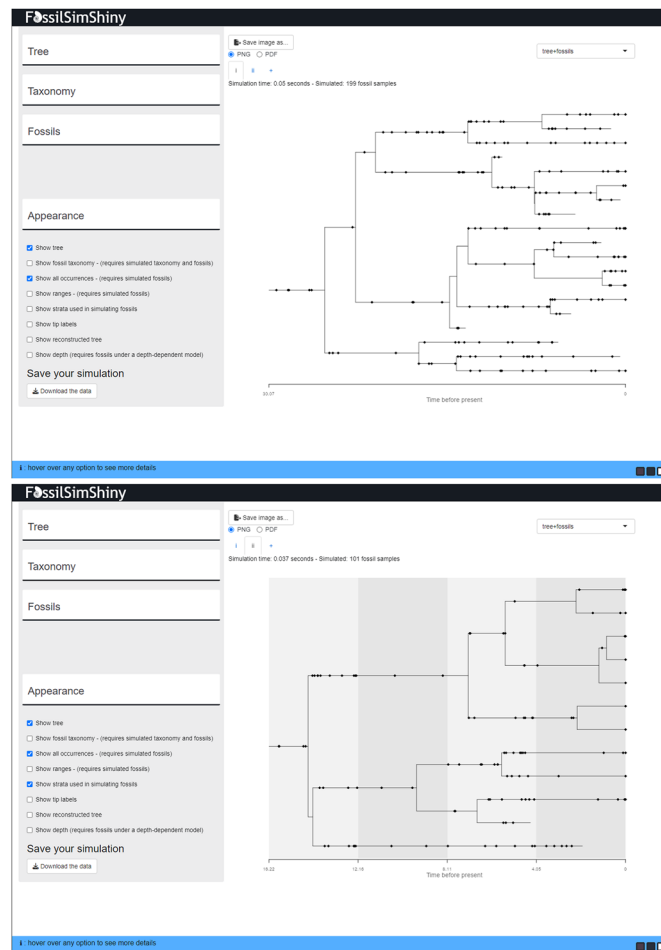 FossilSimShiny
Tree
Taxonomy
Fossils
Appearance
Show tree
Show fossil taxonomy - (requires simulated taxonomy and fossils)
Show all occurrences - (requires simulated fossils)
Show ranges - (requires simulated fossils)
Show strata used in simulating fossils
Show tip labels
Show reconstructed tree
Show depth (requires fossils under a depth-dependent model)
Save your simulation
Download the data
Save image as...
PNG PDF
i ii +
tree+fossils
Simulation time: 0.05 seconds - Simulated: 199 fossil samples
0
Time before present
i : hover over any option to see more details
FossilSimShiny
Tree
Taxonomy
Fossils
Appearance
Show tree
Show fossil taxonomy - (requires simulated taxonomy and fossils)
Show all occurrences - (requires simulated fossils)
Show ranges - (requires simulated fossils)
Show strata used in simulating fossils
Show tip labels
Show reconstructed tree
Show depth (requires fossils under a depth-dependent model)
Save your simulation
Download the data
Save image as...
PNG PDF
i ii +
tree+fossils
Simulation time: 0.037 seconds - Simulated: 101 fossil samples
16.22 12.16 8.11 4.05 0
Time before present
i : hover over any option to see more details